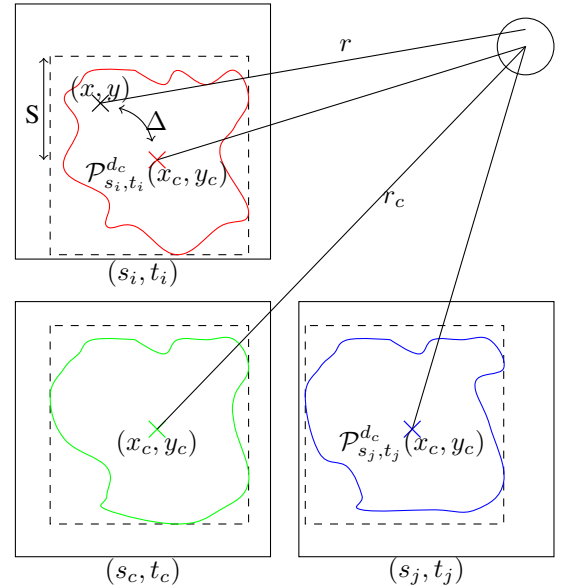 r
(x, y)
S
Δ
$\mathcal{P}^{d_c}_{s_i,t_i}(x_c, y_c)$
$r_c$
$(s_i, t_i)$
$(x_c, y_c)$
$\mathcal{P}^{d_c}_{s_j,t_j}(x_c, y_c)$
$(s_c, t_c)$
$(s_j, t_j)$